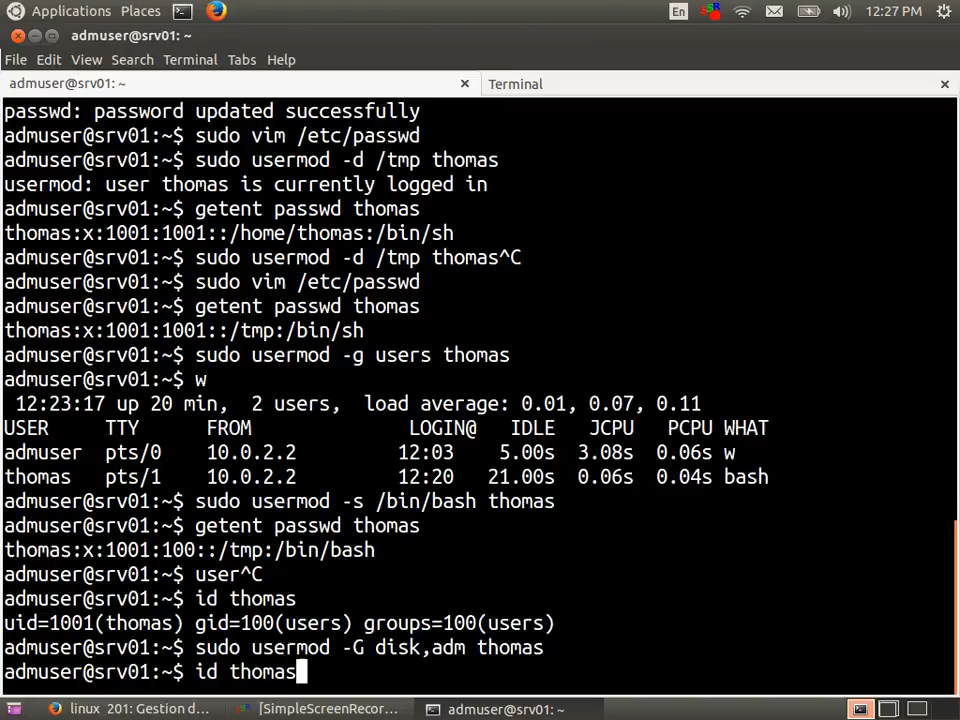 Applications Places En 12:27 PM
admuser@srv01: ~
File Edit View Search Terminal Tabs Help
admuser@srv01: ~ × Terminal ×
passwd: password updated successfully
admuser@srv01:~$ sudo vim /etc/passwd
admuser@srv01:~$ sudo usermod -d /tmp thomas
usermod: user thomas is currently logged in
admuser@srv01:~$ getent passwd thomas
thomas:x:1001:1001::/home/thomas:/bin/sh
admuser@srv01:~$ sudo usermod -d /tmp thomas^C
admuser@srv01:~$ sudo vim /etc/passwd
admuser@srv01:~$ getent passwd thomas
thomas:x:1001:1001::/tmp:/bin/sh
admuser@srv01:~$ sudo usermod -g users thomas
admuser@srv01:~$ w
 12:23:17 up 20 min,  2 users,  load average: 0.01, 0.07, 0.11
USER     TTY      FROM             LOGIN@   IDLE   JCPU   PCPU WHAT
admuser  pts/0    10.0.2.2         12:03    5.00s  3.08s  0.06s w
thomas   pts/1    10.0.2.2         12:20   21.00s  0.06s  0.04s bash
admuser@srv01:~$ sudo usermod -s /bin/bash thomas
admuser@srv01:~$ getent passwd thomas
thomas:x:1001:100::/tmp:/bin/bash
admuser@srv01:~$ user^C
admuser@srv01:~$ id thomas
uid=1001(thomas) gid=100(users) groups=100(users)
admuser@srv01:~$ sudo usermod -G disk,adm thomas
admuser@srv01:~$ id thomas
linux_201: Gestion d... [SimpleScreenRecor... admuser@srv01: ~